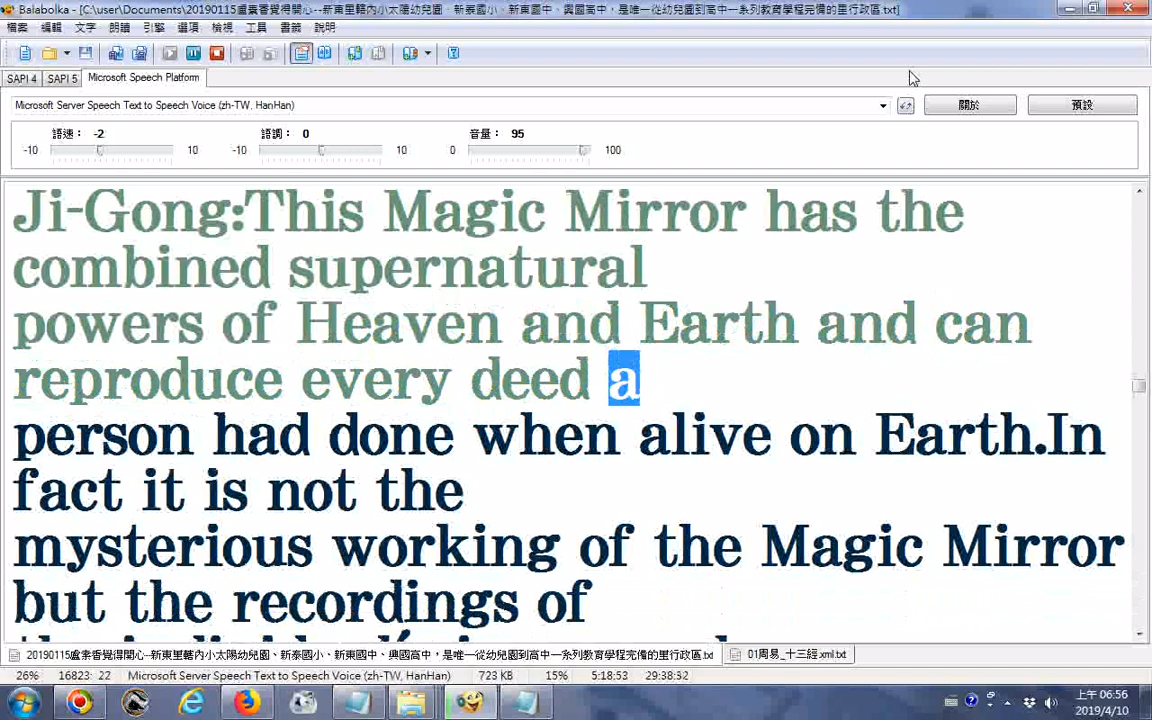 Balabolka - [C:\user\Documents\20190115盧素香覺得開心--新東里轄內小太陽幼兒園、新泰國小、新東國中、興國高中，是唯一從幼兒園到高中一系列教育學程完備的里行政區.txt]
檔案 編輯 文字 朗讀 引擎 選項 檢視 工具 書籤 說明
SAPI 4 SAPI 5 Microsoft Speech Platform
Microsoft Server Speech Text to Speech Voice (zh-TW, HanHan) 關於 預設
語速： -2 語調： 0 音量： 95
-10 10 -10 10 0 100
Ji-Gong:This Magic Mirror has the
combined supernatural
powers of Heaven and Earth and can
reproduce every deed a
person had done when alive on Earth.In
fact it is not the
mysterious working of the Magic Mirror
but the recordings of
20190115盧素香覺得開心--新東里轄內小太陽幼兒園、新泰國小、新東國中、興國高中，是唯一從幼兒園到高中一系列教育學程完備的里行政區.txt 01周易_十三經.xml.txt
26% 16823: 22 Microsoft Server Speech Text to Speech Voice (zh-TW, HanHan) 723 KB 15% 5:18:53 29:38:32
上午 06:56
2019/4/10